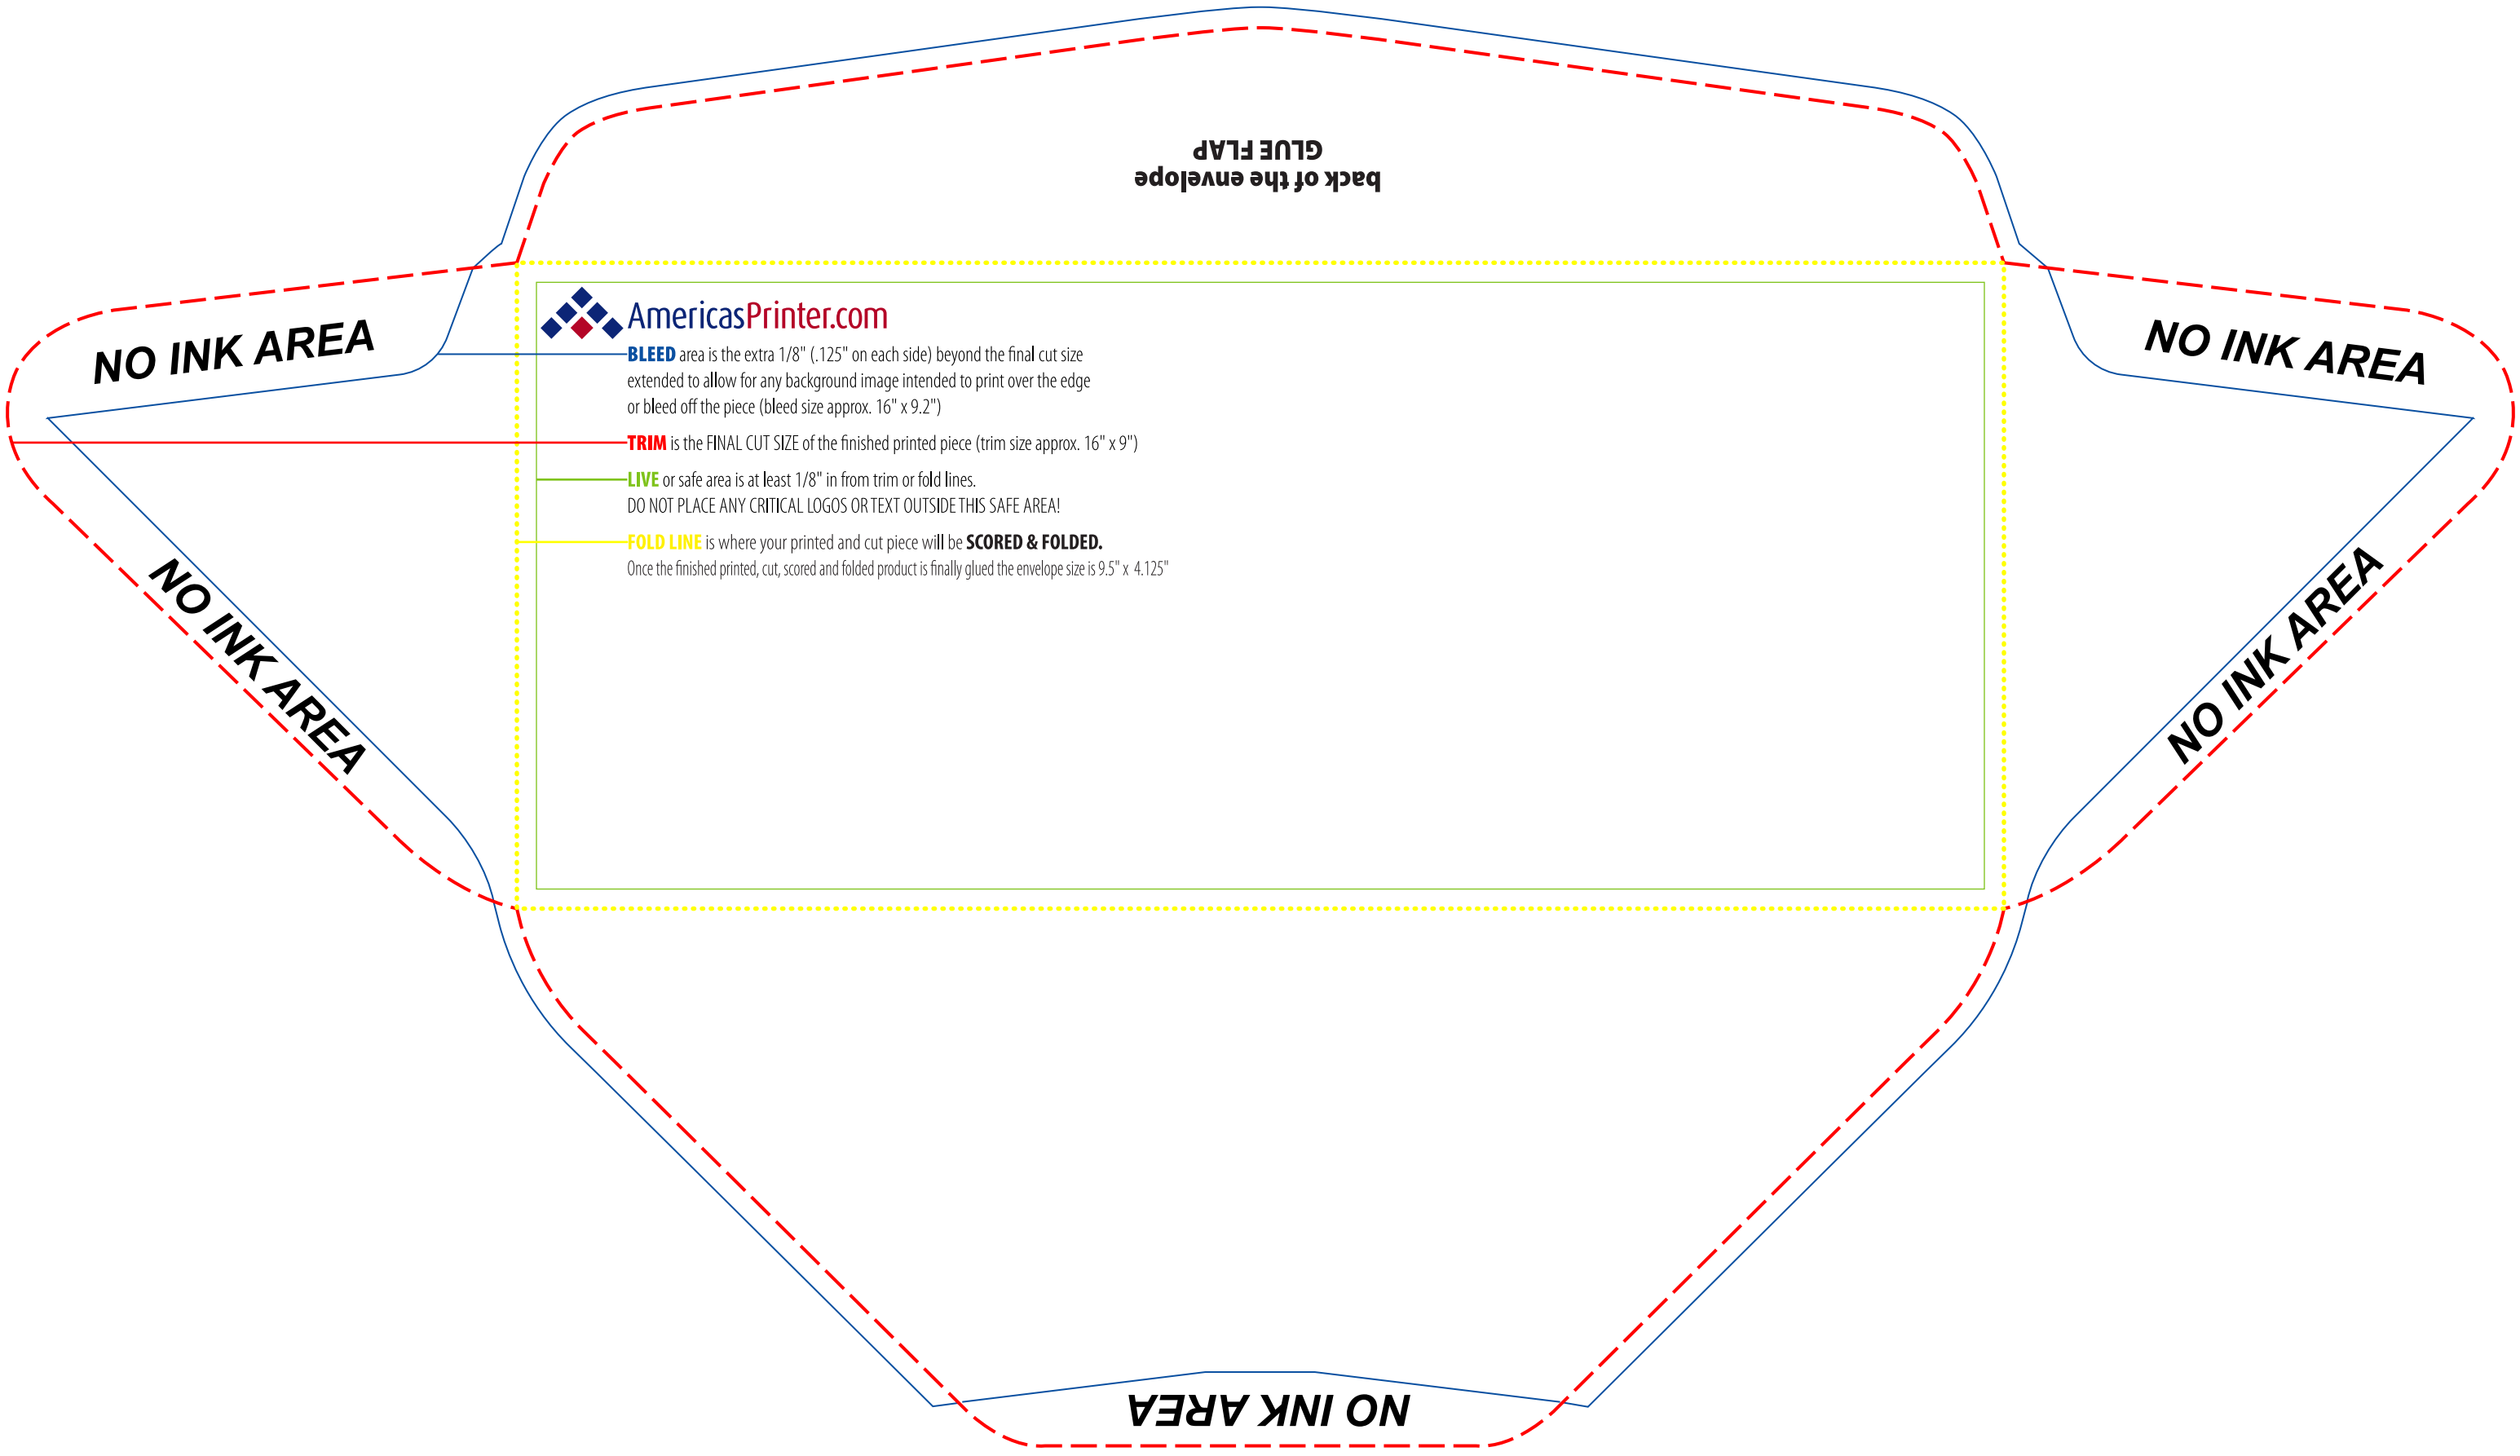 GLUE FLAP
back of the envelope
NO INK AREA
NO INK AREA
AmericasPrinter.com
BLEED area is the extra 1/8" (.125" on each side) beyond the final cut size
extended to allow for any background image intended to print over the edge
or bleed off the piece (bleed size approx. 16" x 9.2")
TRIM is the FINAL CUT SIZE of the finished printed piece (trim size approx. 16" x 9")
LIVE or safe area is at least 1/8" in from trim or fold lines.
DO NOT PLACE ANY CRITICAL LOGOS OR TEXT OUTSIDE THIS SAFE AREA!
FOLD LINE is where your printed and cut piece will be SCORED & FOLDED.
Once the finished printed, cut, scored and folded product is finally glued the envelope size is 9.5" x 4.125"
NO INK AREA
NO INK AREA
NO INK AREA